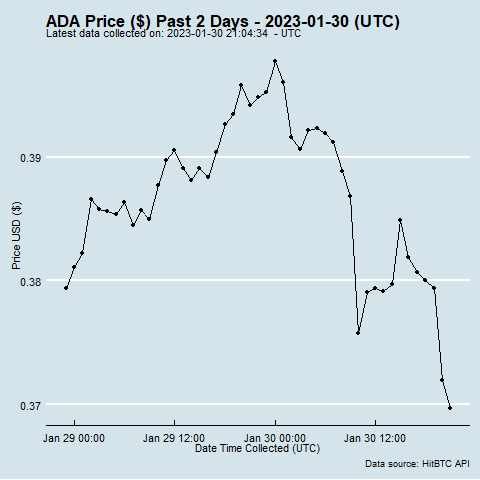 ADA Price ($) Past 2 Days - 2023-01-30 (UTC)
Latest data collected on: 2023-01-30 21:04:34 - UTC
0.39
0.38
0.37
Price USD ($)
Jan 29 00:00
Jan 29 12:00
Jan 30 00:00
Jan 30 12:00
Date Time Collected (UTC)
Data source: HitBTC API